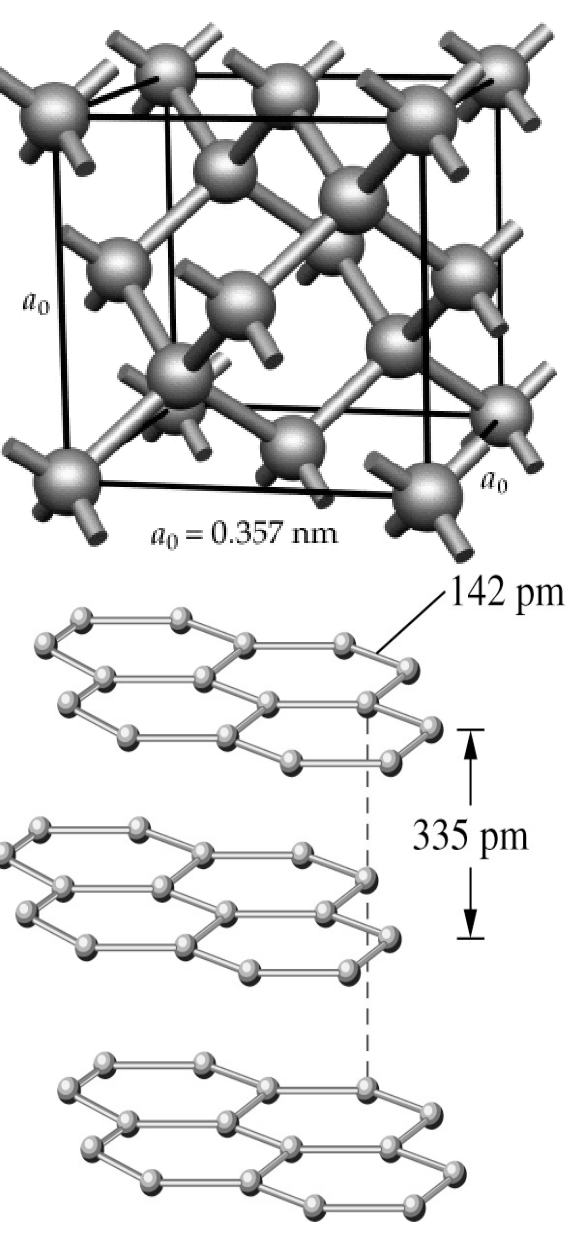 a₀
a₀
a₀ = 0.357 nm
142 pm
335 pm